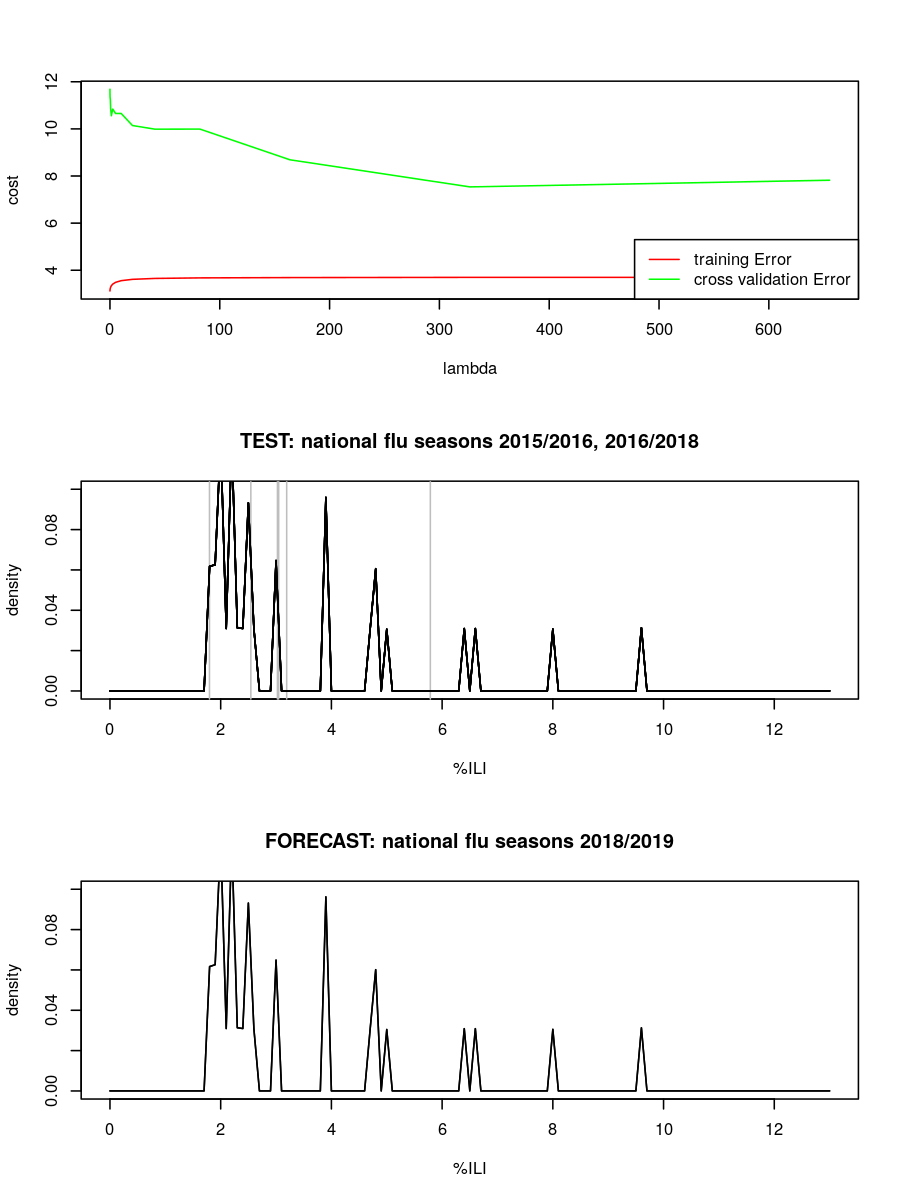 12
10
8
6
4
cost
training Error
cross validation Error
0 100 200 300 400 500 600
lambda
TEST: national flu seasons 2015/2016, 2016/2018
0.08
0.04
0.00
density
0 2 4 6 8 10 12
%ILI
FORECAST: national flu seasons 2018/2019
0.08
0.04
0.00
density
0 2 4 6 8 10 12
%ILI